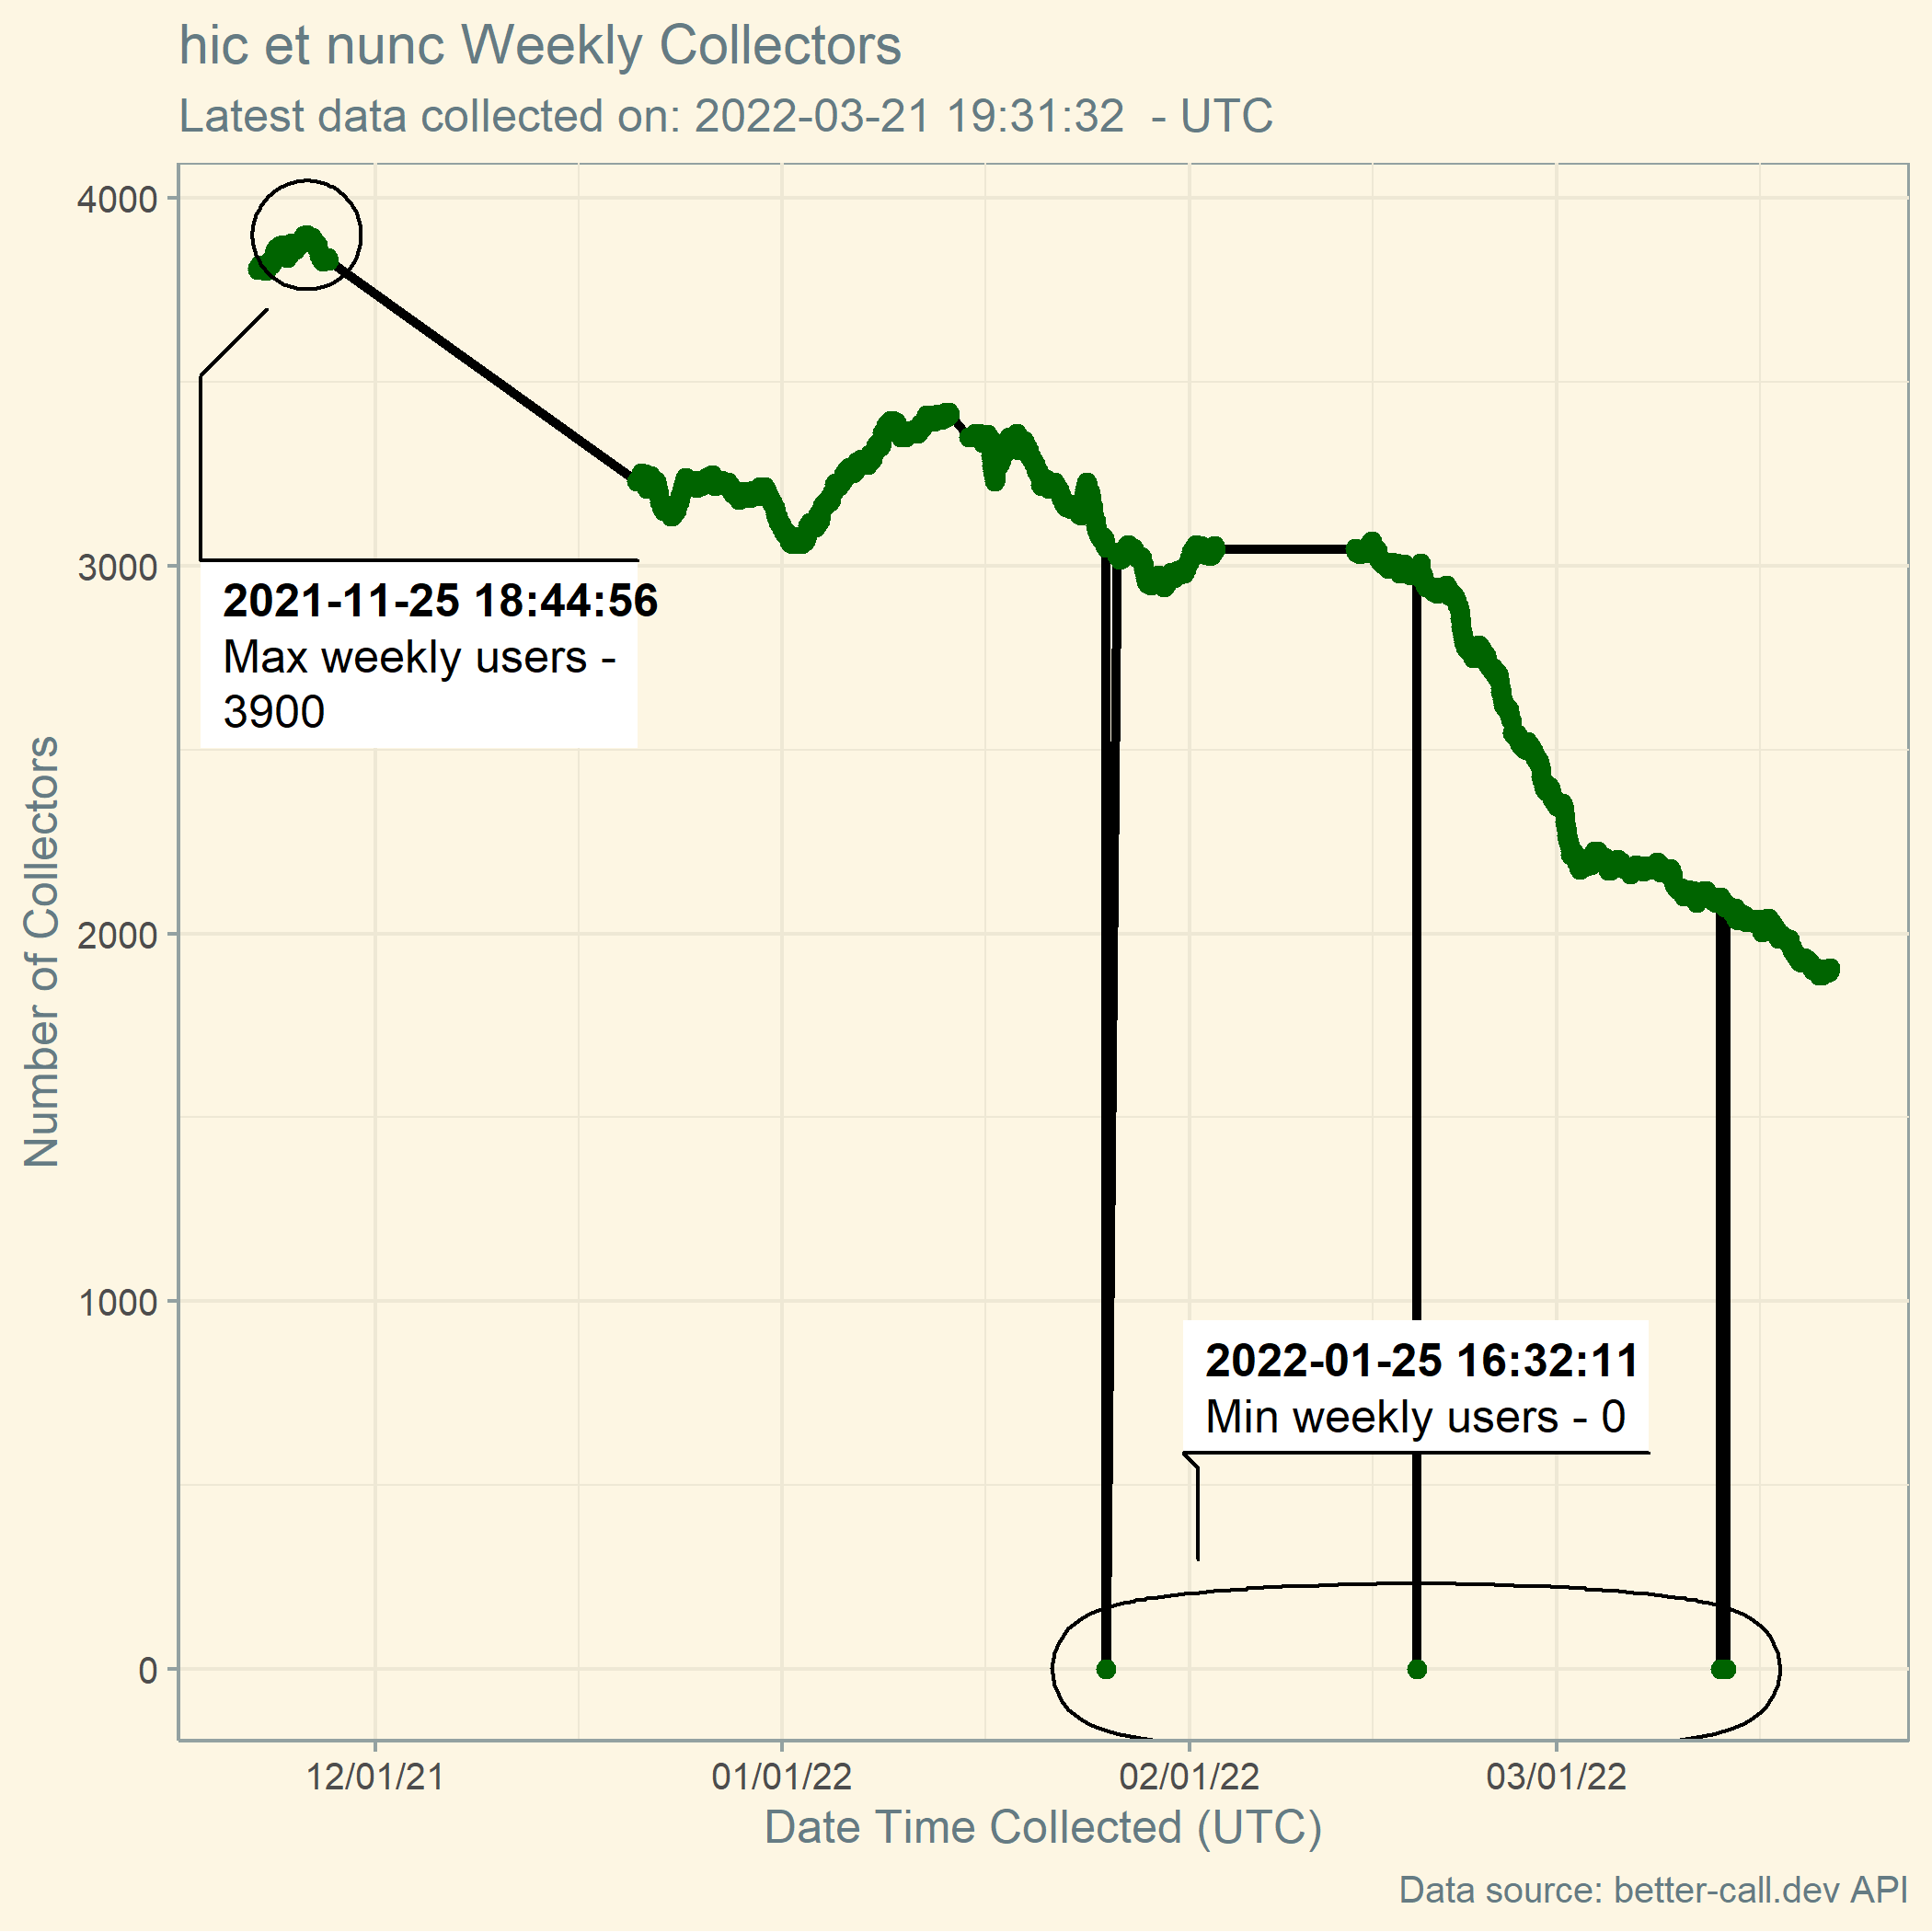 hic et nunc Weekly Collectors
Latest data collected on: 2022-03-21 19:31:32  - UTC
4000
3000
2000
1000
0
Number of Collectors
2021-11-25 18:44:56
Max weekly users -
3900
2022-01-25 16:32:11
Min weekly users - 0
12/01/21
01/01/22
02/01/22
03/01/22
Date Time Collected (UTC)
Data source: better-call.dev API